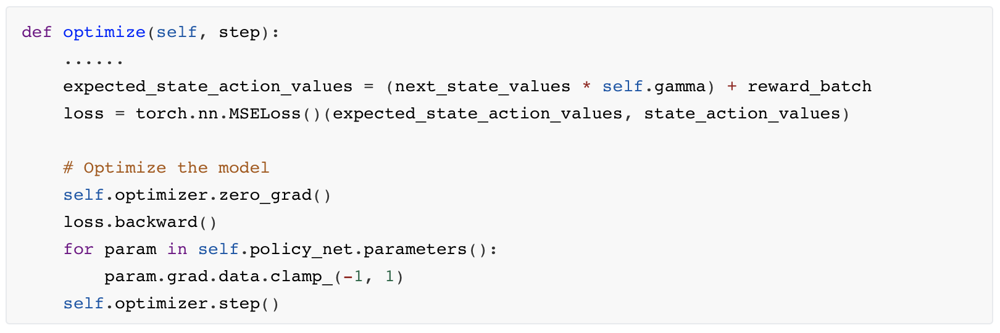 def optimize(self, step):
    ......
    expected_state_action_values = (next_state_values * self.gamma) + reward_batch
    loss = torch.nn.MSELoss()(expected_state_action_values, state_action_values)

    # Optimize the model
    self.optimizer.zero_grad()
    loss.backward()
    for param in self.policy_net.parameters():
        param.grad.data.clamp_(-1, 1)
    self.optimizer.step()